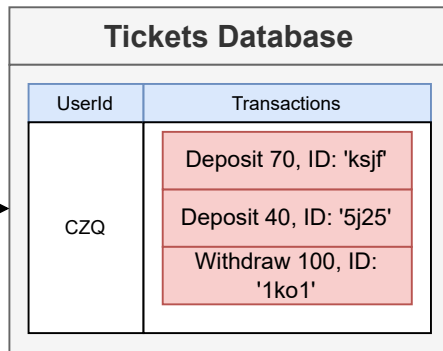 Tickets Database
UserId
Transactions
CZQ
Deposit 70, ID: 'ksjf'
Deposit 40, ID: '5j25'
Withdraw 100, ID:
'1ko1'